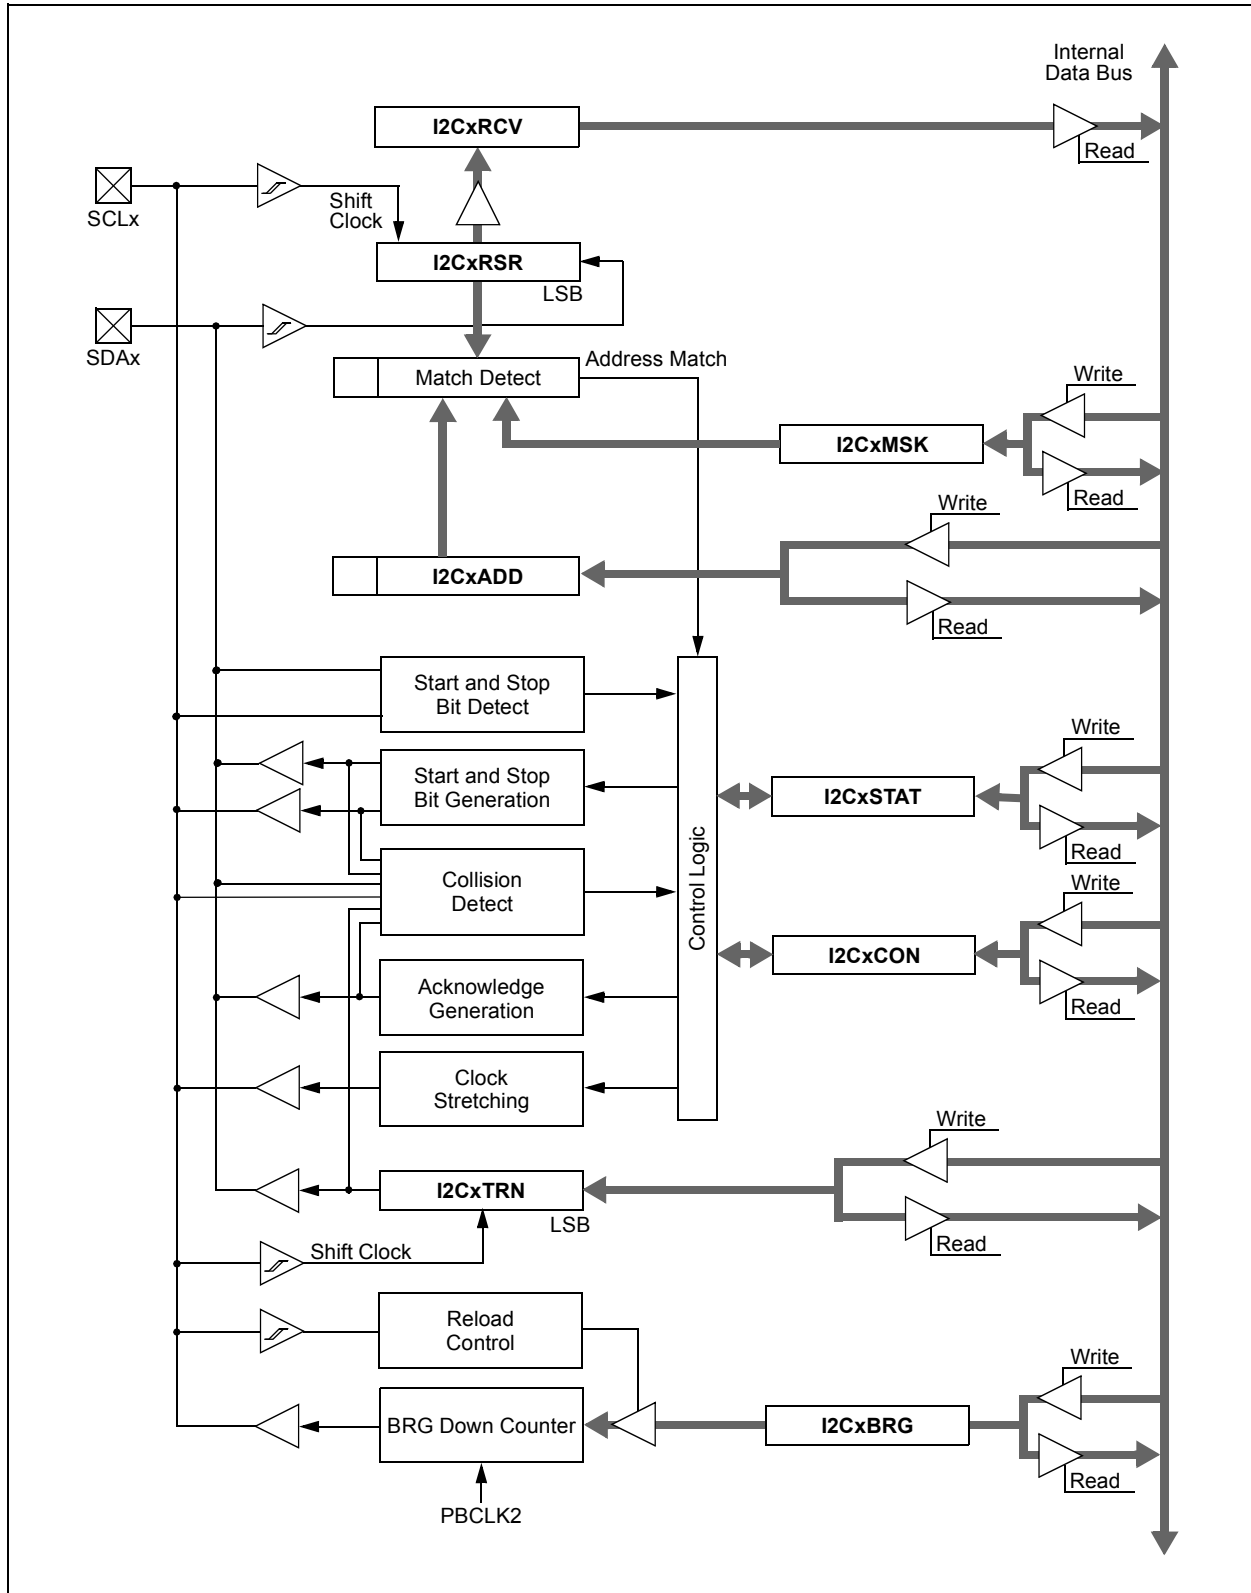 Internal
Data Bus
I2CxRCV
Read
SCLx
Shift
Clock
I2CxRSR
LSB
SDAx
Address Match
Match Detect
Write
I2CxMSK
Read
Write
I2CxADD
Read
Start and Stop
Bit Detect
Write
Start and Stop
Bit Generation
I2CxSTAT
Control Logic
Read
Collision
Detect
Write
I2CxCON
Acknowledge
Generation
Read
Clock
Stretching
Write
I2CxTRN
LSB
Read
Shift Clock
Reload
Control
Write
BRG Down Counter
I2CxBRG
Read
PBCLK2